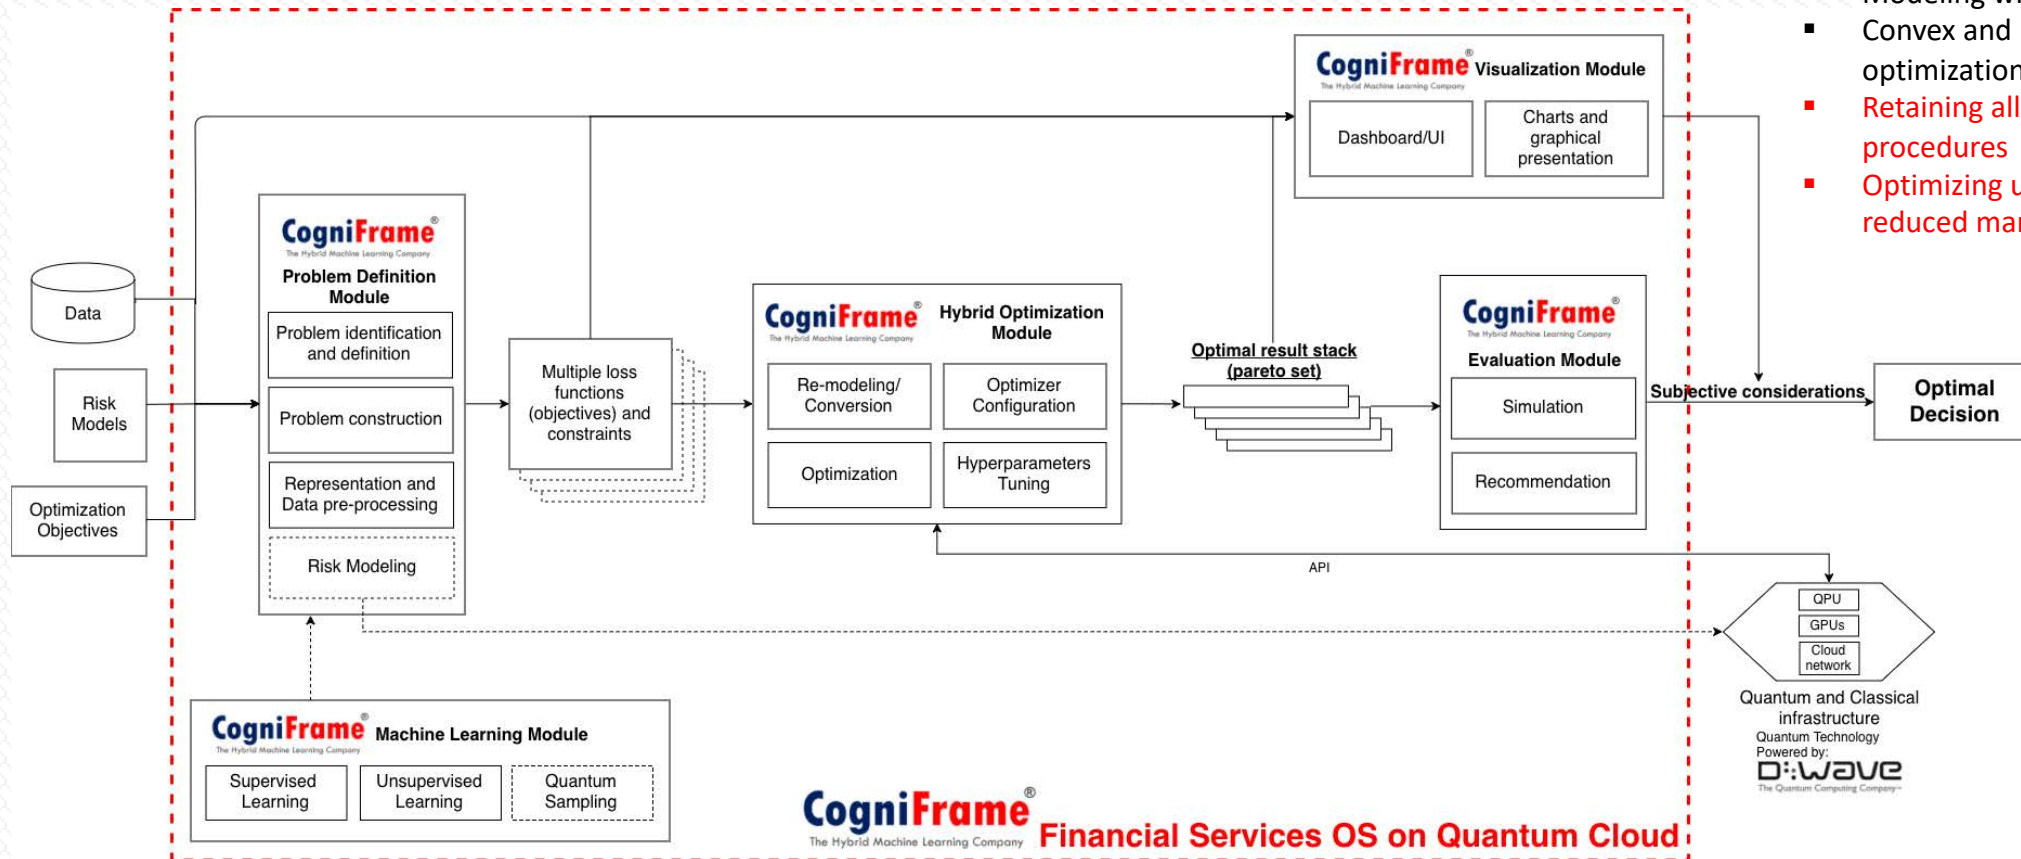 Modeling
Convex and
optimization
Retaining all
procedures
Optimizing
reduced
CogniFrame®
The Hybrid Machine Learning Company
Visualization Module
Dashboard/UI
Charts and
graphical
presentation
CogniFrame®
The Hybrid Machine Learning Company
Problem Definition
Module
Problem identification
and definition
Problem construction
Representation and
Data pre-processing
Risk Modeling
Data
Risk
Models
Optimization
Objectives
Multiple loss
functions
(objectives) and
constraints
CogniFrame®
The Hybrid Machine Learning Company
Hybrid Optimization
Module
Re-modeling/
Conversion
Optimizer
Configuration
Optimization
Hyperparameters
Tuning
Optimal result stack
(pareto set)
CogniFrame®
The Hybrid Machine Learning Company
Evaluation Module
Simulation
Recommendation
Subjective considerations
Optimal
Decision
API
QPU
GPUs
Cloud
network
Quantum and Classical
infrastructure
Quantum Technology
Powered by:
D:Wave
The Quantum Computing Company™
CogniFrame®
The Hybrid Machine Learning Company
Machine Learning Module
Supervised
Learning
Unsupervised
Learning
Quantum
Sampling
CogniFrame®
The Hybrid Machine Learning Company
Financial Services OS on Quantum Cloud